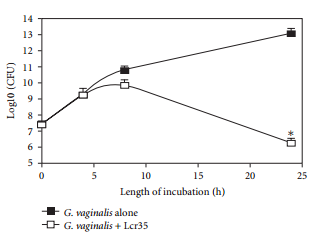 14
13
12
11
10
9
8
7
6
5
Log10 (CFU)
0 5 10 15 20 25
Length of incubation (h)
*
G. vaginalis alone
G. vaginalis + Lcr35